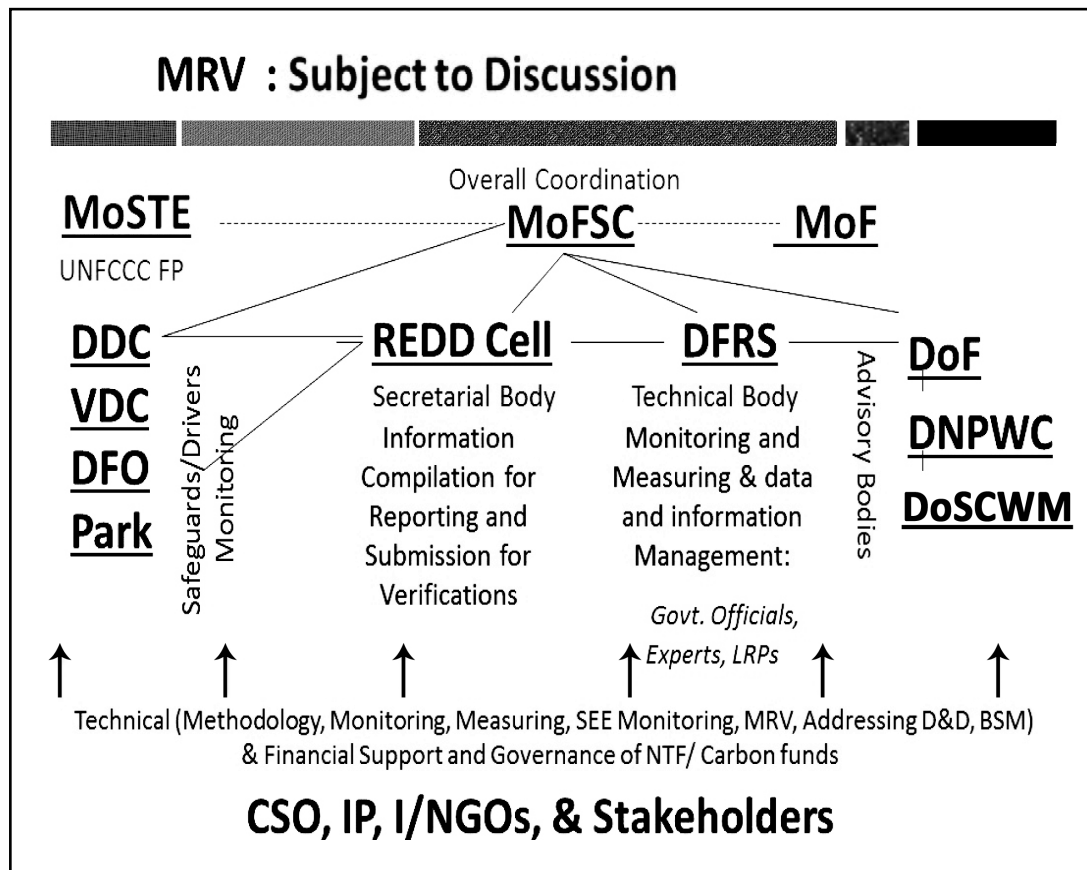 MRV : Subject to Discussion
Overall Coordination
MoSTE
MoFSC
MoF
UNFCCC FP
DDC
VDC
DFO
Park
Safeguards/Drivers
Monitoring
REDD Cell
Secretarial Body
Information
Compilation for
Reporting and
Submission for
Verifications
DFRS
Technical Body
Monitoring and
Measuring & data
and information
Management:
Govt. Officials,
Experts, LRPs
Advisory Bodies
DoF
DNPWC
DoSCWM
Technical (Methodology, Monitoring, Measuring, SEE Monitoring, MRV, Addressing D&D, BSM)
& Financial Support and Governance of NTF/ Carbon funds
CSO, IP, I/NGOs, & Stakeholders